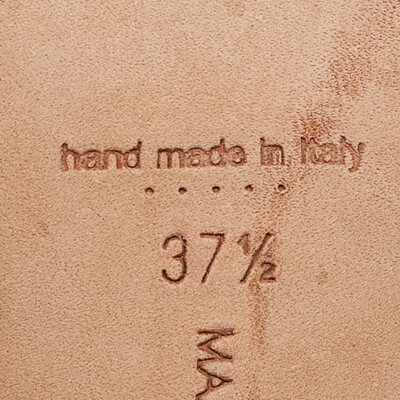 hand made in Italy
. . . . .
37½
MA